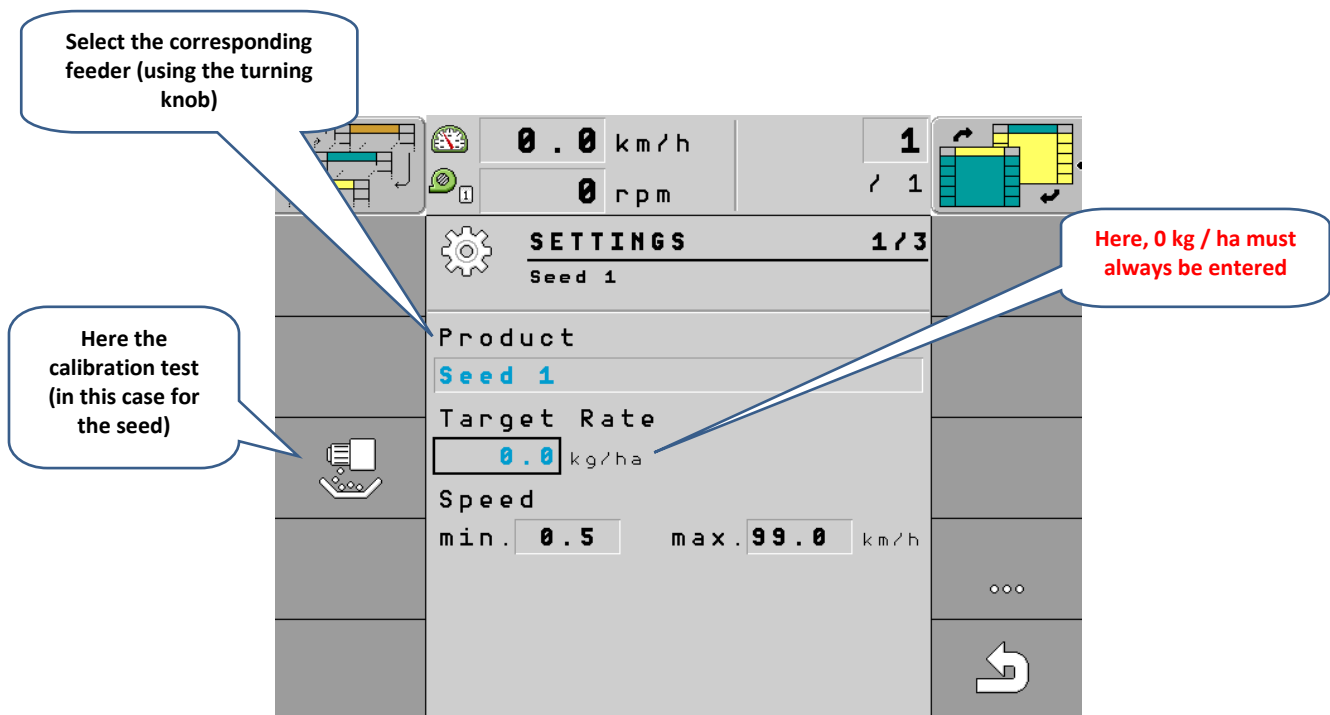 Select the corresponding
feeder (using the turning
knob)
0.0 km/h
1
1
0 rpm
/ 1
SETTINGS 1/3
Seed 1
Here, 0 kg / ha must
always be entered
Here the
calibration test
(in this case for
the seed)
Product
Seed 1
Target Rate
0.0 kg/ha
Speed
min. 0.5 max. 99.0 km/h